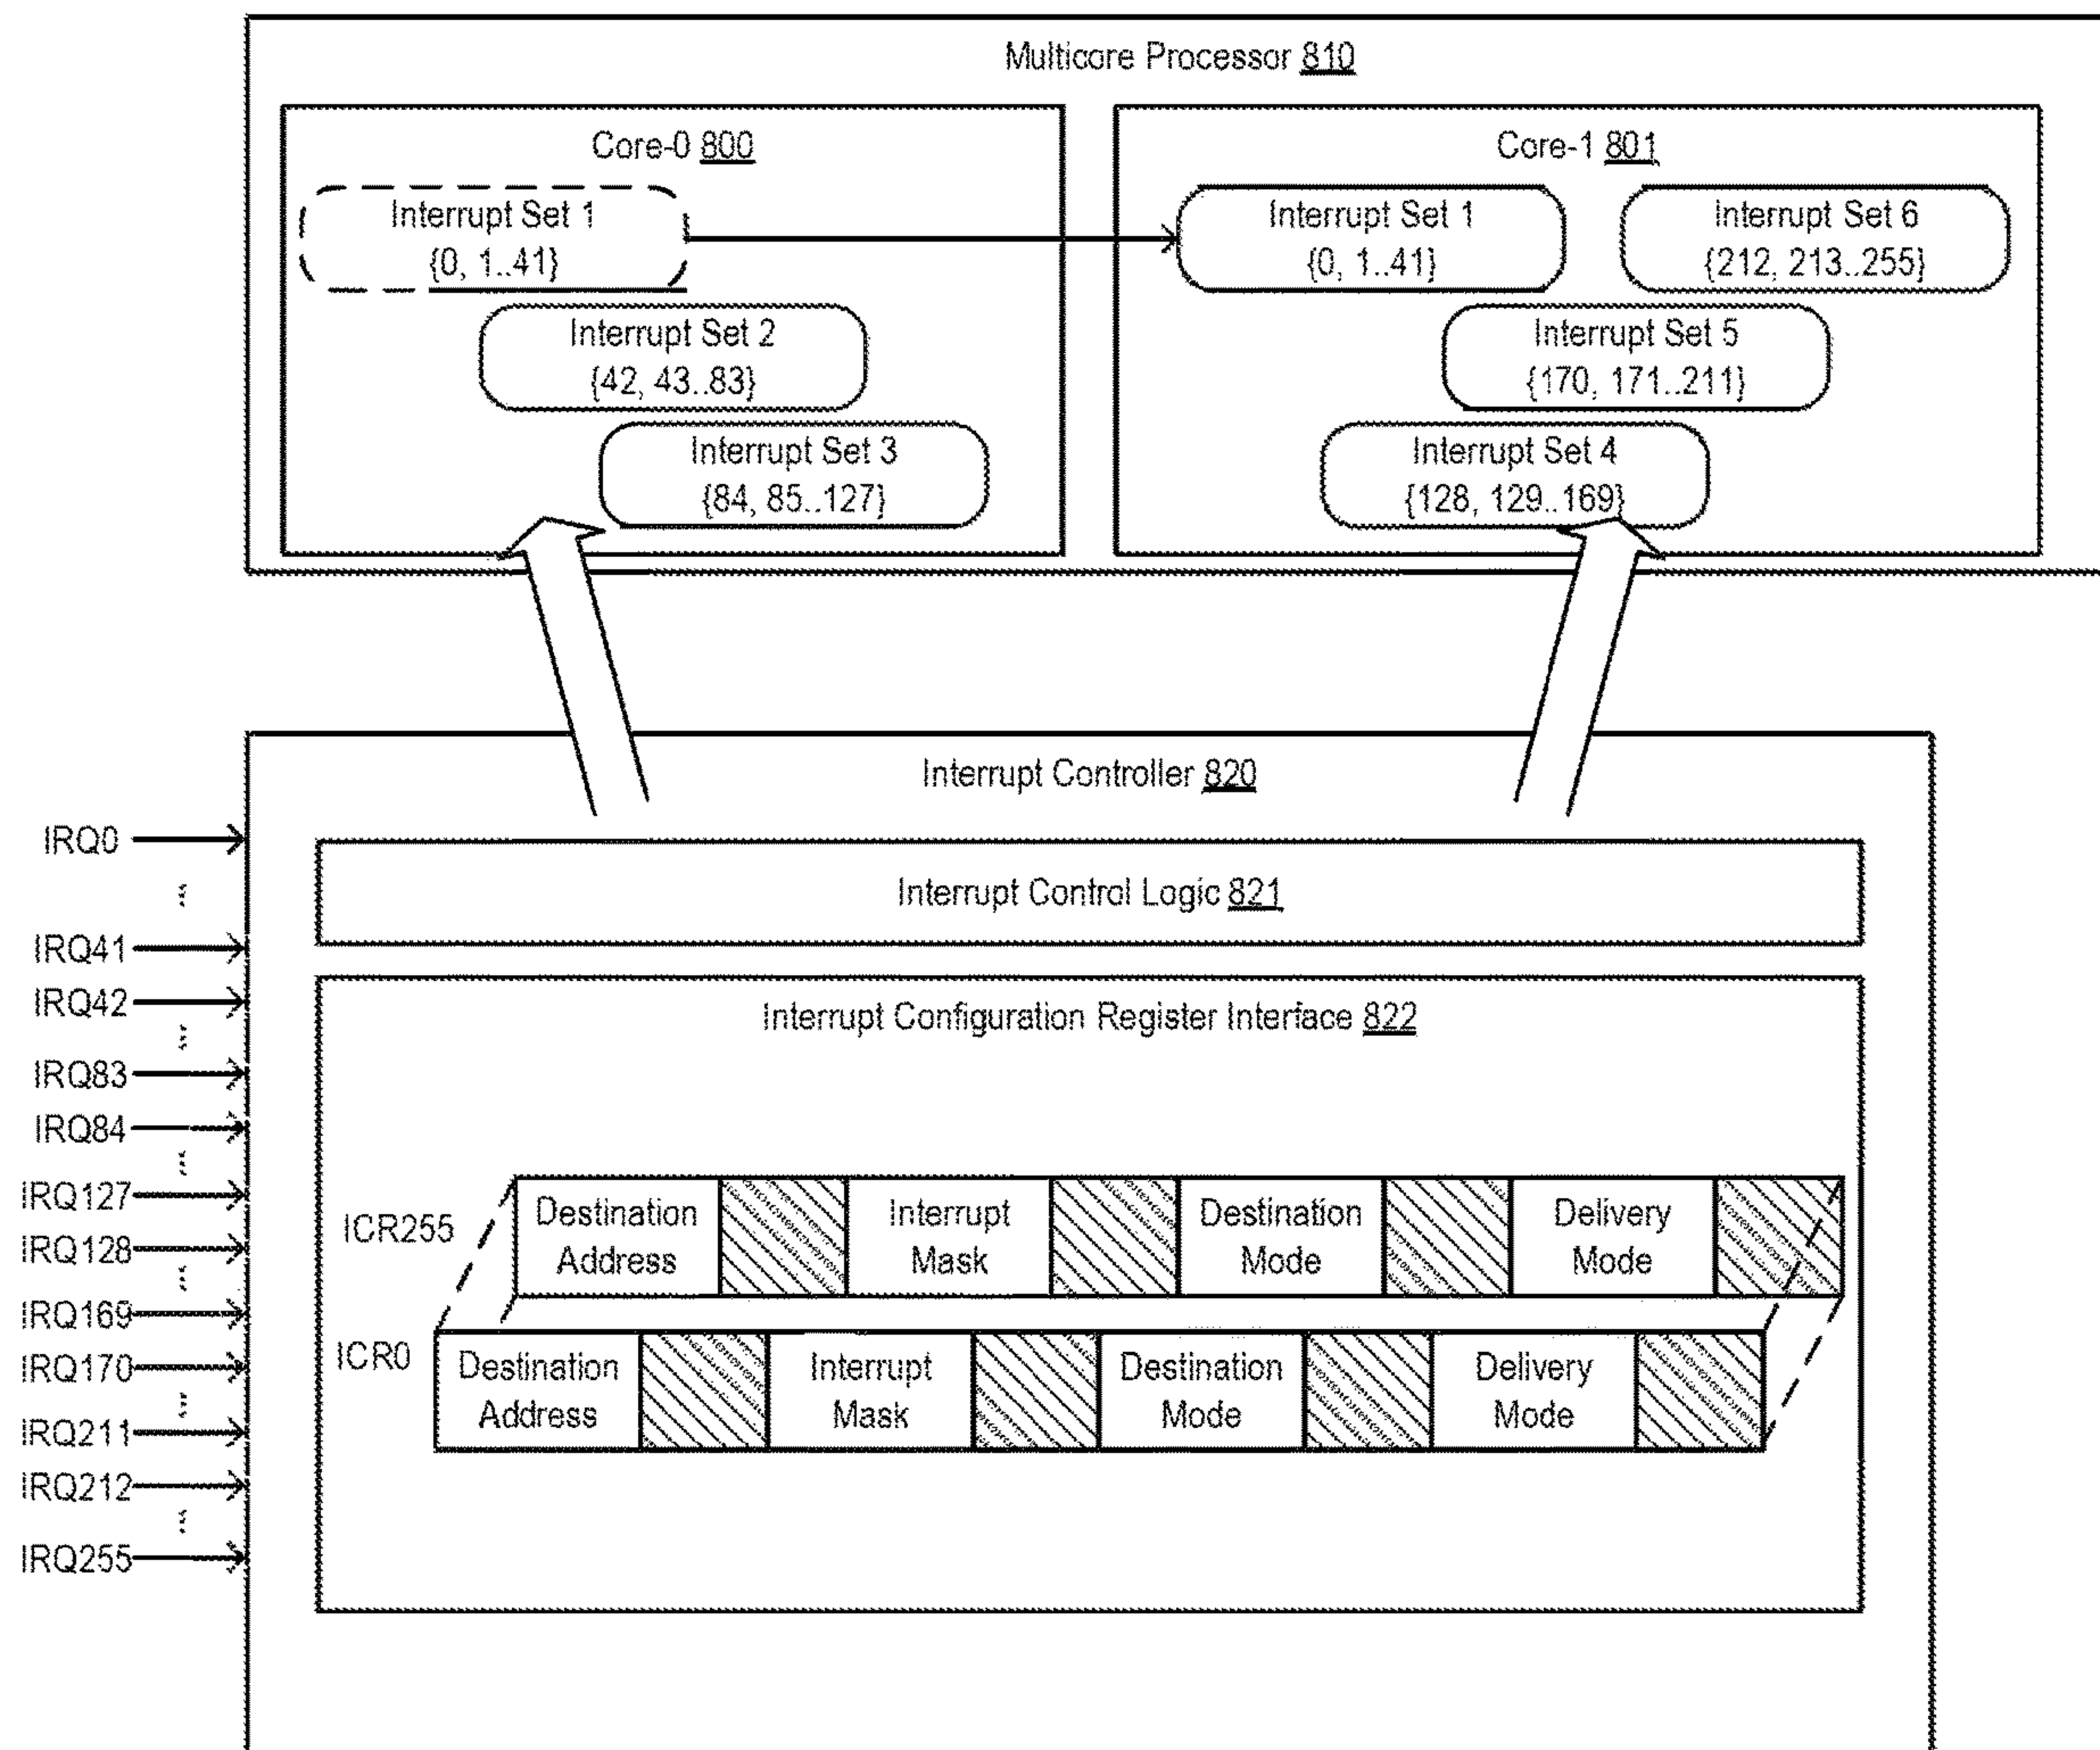 Multicore Processor 810
Core-0 800
Interrupt Set 1
{0, 1..41}
Interrupt Set 2
{42, 43..83}
Interrupt Set 3
{84, 85..127}
Core-1 801
Interrupt Set 1
{0, 1..41}
Interrupt Set 6
{212, 213..255}
Interrupt Set 5
{170, 171..211}
Interrupt Set 4
{128, 129..169}
Interrupt Controller 820
Interrupt Control Logic 821
Interrupt Configuration Register Interface 822
IRQ0
...
IRQ41
IRQ42
...
IRQ83
IRQ84
...
IRQ127
IRQ128
...
IRQ169
IRQ170
...
IRQ211
IRQ212
...
IRQ255
ICR255
Destination
Address
Interrupt
Mask
Destination
Mode
Delivery
Mode
ICR0
Destination
Address
Interrupt
Mask
Destination
Mode
Delivery
Mode